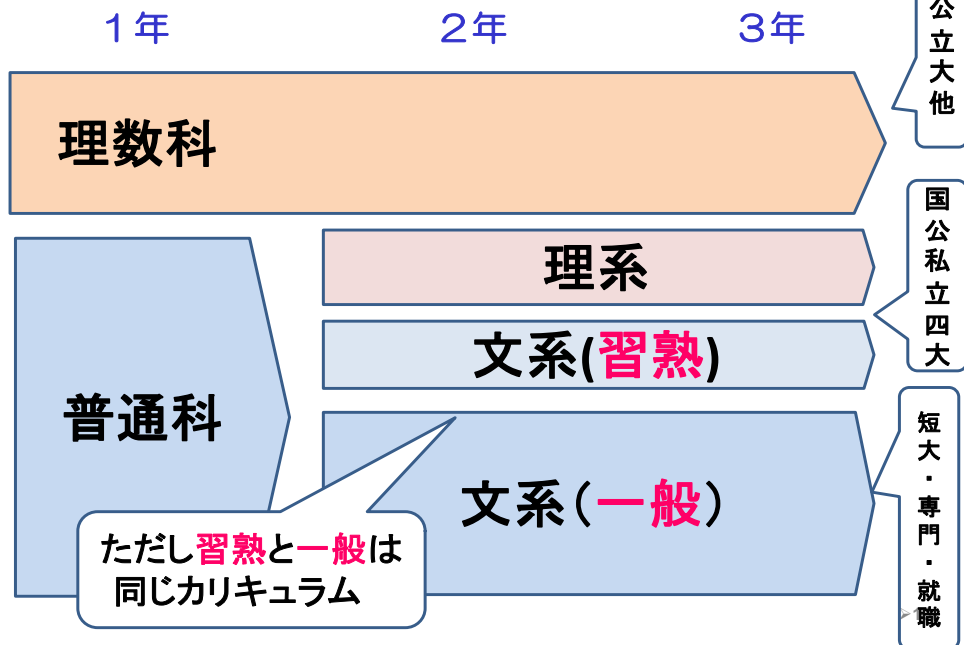 1年
2年
3年
公立大他
理数科
国公私立四大
理系
文系(習熟)
普通科
文系(一般)
短大・専門・就職
ただし習熟と一般は
同じカリキュラム